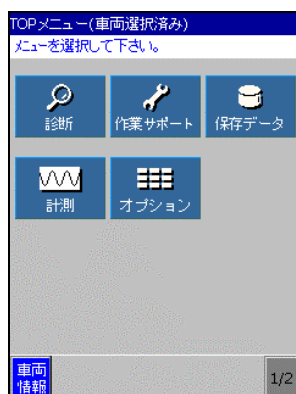 TOPメニュー(車両選択済み)
メニューを選択して下さい。
診断
作業サポート
保存データ
計測
オプション
車両
情報
1/2